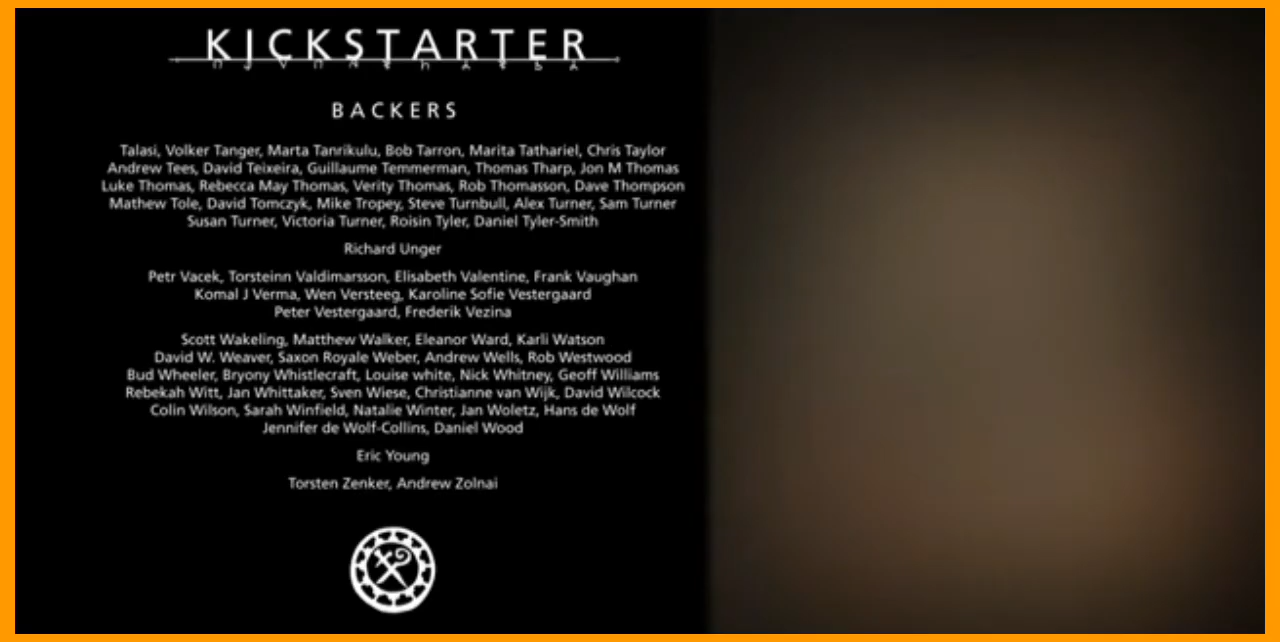 KICKSTARTER
BACKERS
Talasi, Volker Tanger, Marta Tanrikulu, Bob Tarron, Marita Tathariel, Chris Taylor
Andrew Tees, David Teixeira, Guillaume Temmerman, Thomas Tharp, Jon M Thomas
Luke Thomas, Rebecca May Thomas, Verity Thomas, Rob Thomasson, Dave Thompson
Mathew Tole, David Tomczyk, Mike Tropey, Steve Turnbull, Alex Turner, Sam Turner
Susan Turner, Victoria Turner, Roisin Tyler, Daniel Tyler-Smith
Richard Unger
Petr Vacek, Torsteinn Valdimarsson, Elisabeth Valentine, Frank Vaughan
Komal J Verma, Wen Versteeg, Karoline Sofie Vestergaard
Peter Vestergaard, Frederik Vezina
Scott Wakeling, Matthew Walker, Eleanor Ward, Karli Watson
David W. Weaver, Saxon Royale Weber, Andrew Wells, Rob Westwood
Bud Wheeler, Bryony Whistlecraft, Louise white, Nick Whitney, Geoff Williams
Rebekah Witt, Jan Whittaker, Sven Wiese, Christianne van Wijk, David Wilcock
Colin Wilson, Sarah Winfield, Natalie Winter, Jan Woletz, Hans de Wolf
Jennifer de Wolf-Collins, Daniel Wood
Eric Young
Torsten Zenker, Andrew Zolnai